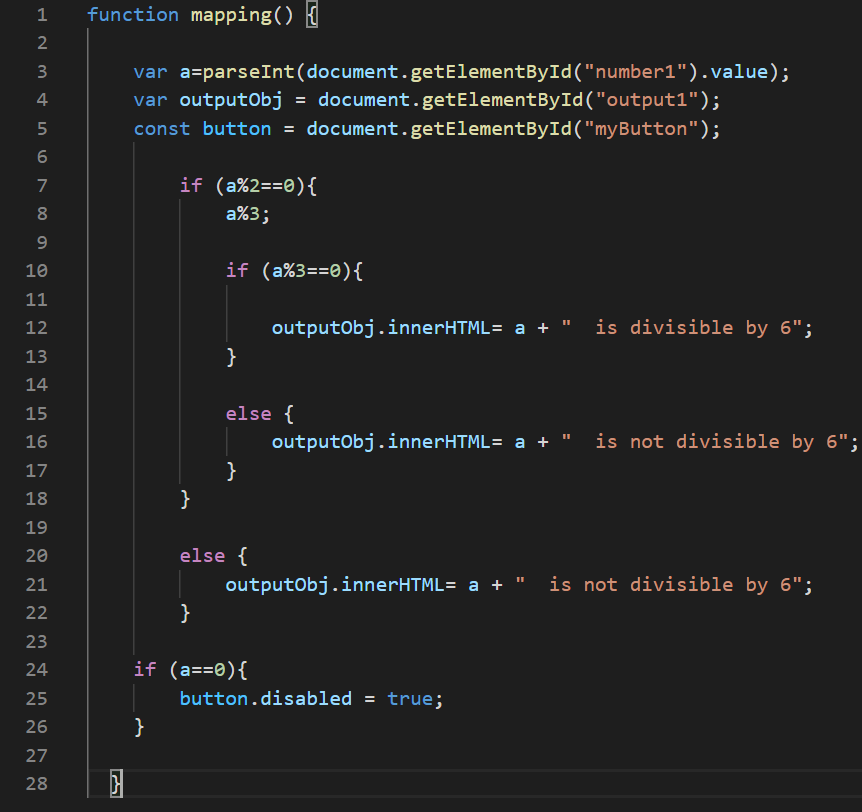 1 function mapping() {
2
3 var a=parseInt(document.getElementById("number1").value);
4 var outputObj = document.getElementById("output1");
5 const button = document.getElementById("myButton");
6
7 if (a%2==0){
8 a%3;
9
10 if (a%3==0){
11
12 outputObj.innerHTML= a + "  is divisible by 6";
13 }
14
15 else {
16 outputObj.innerHTML= a + "  is not divisible by 6";
17 }
18 }
19
20 else {
21 outputObj.innerHTML= a + "  is not divisible by 6";
22 }
23
24 if (a==0){
25 button.disabled = true;
26 }
27
28 }